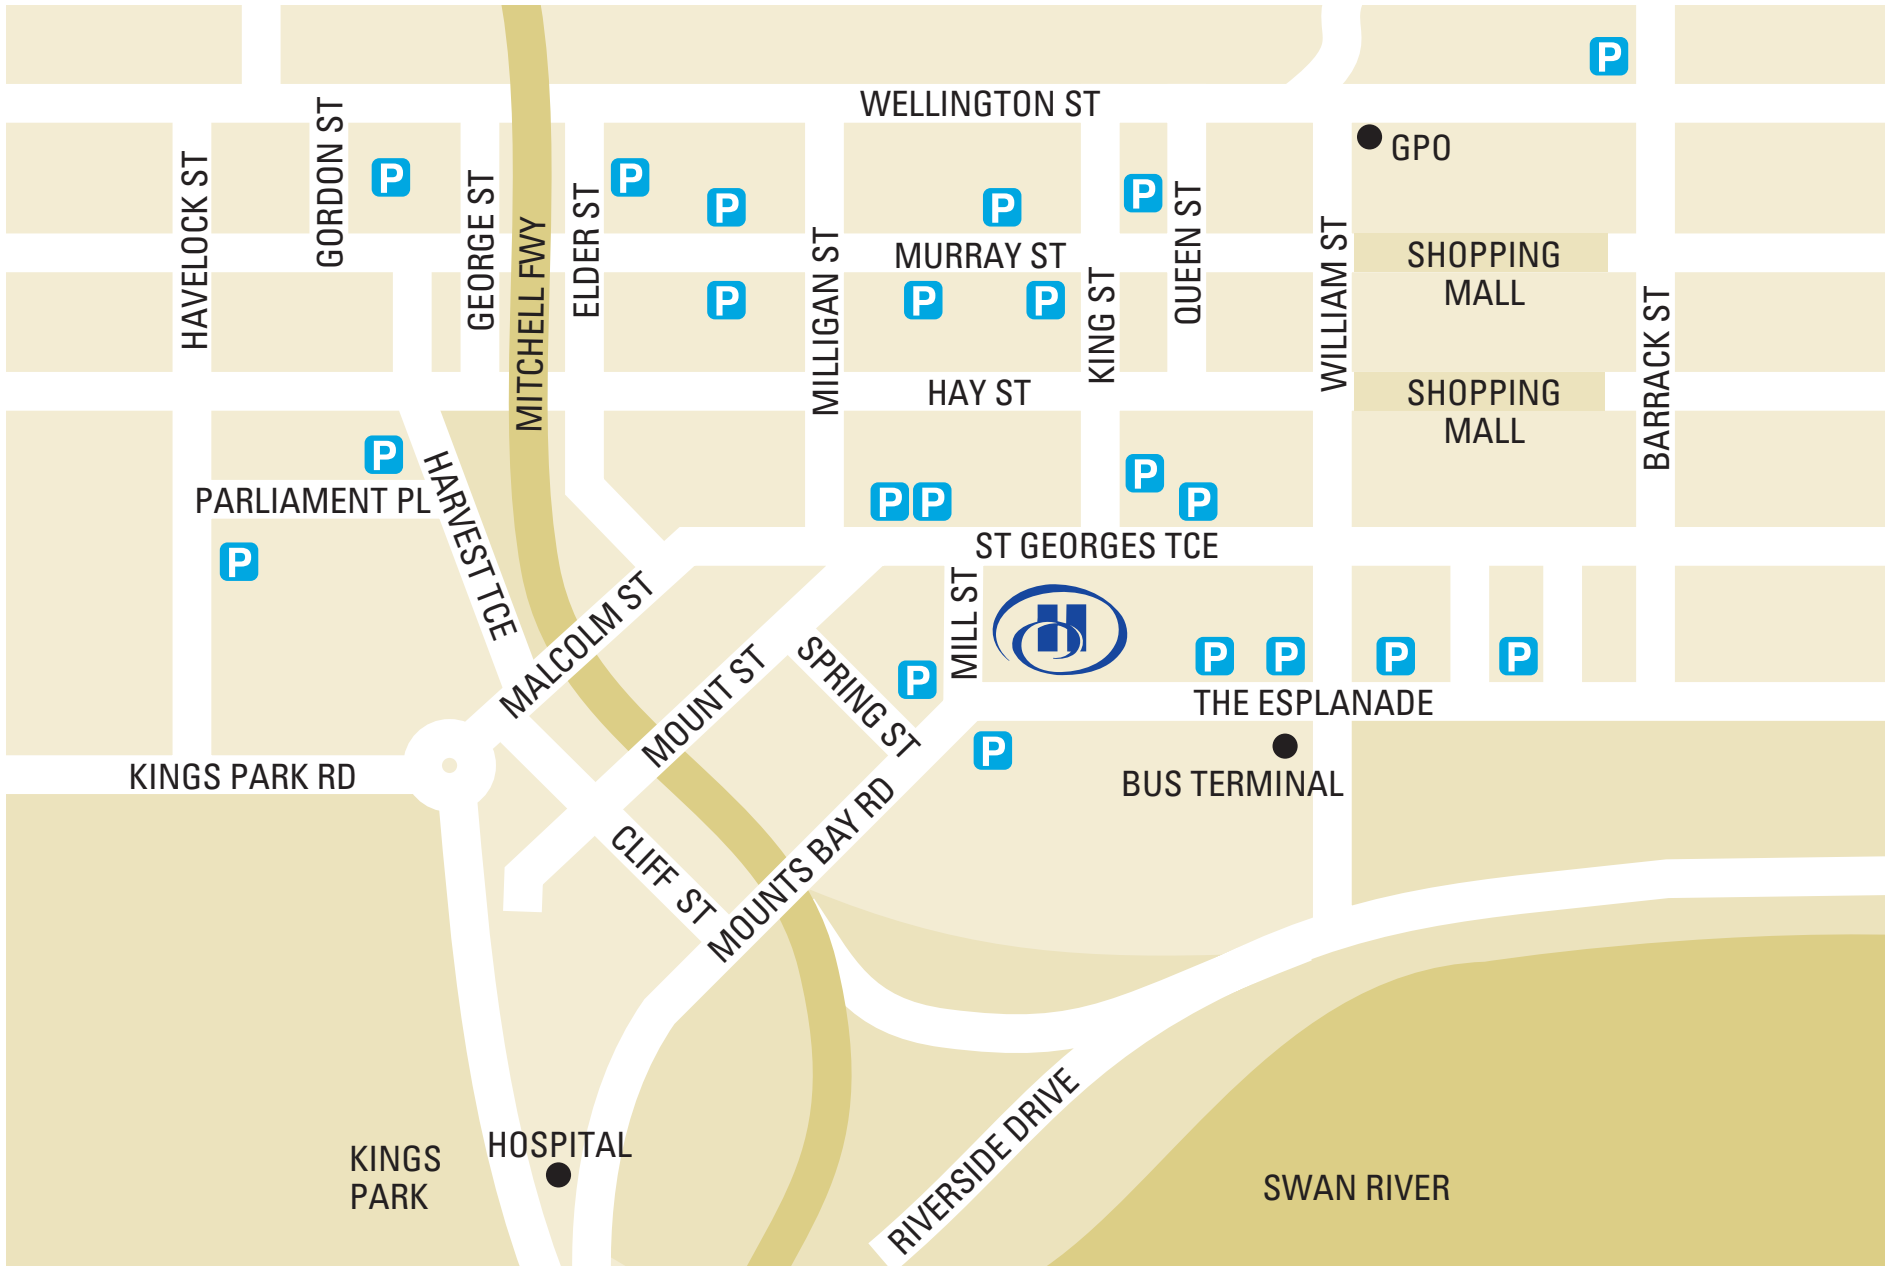 P
WELLINGTON ST
GPO
HAVELOCK ST
GORDON ST
P
GEORGE ST
MITCHELL FWY
ELDER ST
P
P
MILLIGAN ST
P
P
QUEEN ST
WILLIAM ST
MURRAY ST
SHOPPING
MALL
P
P
P
KING ST
BARRACK ST
HAY ST
SHOPPING
MALL
P
HARVEST TCE
PARLIAMENT PL
P
P
P
P
P
ST GEORGES TCE
MALCOLM ST
MOUNT ST
SPRING ST
MILL ST
H
P
P
P
P
P
THE ESPLANADE
P
BUS TERMINAL
KINGS PARK RD
CLIFF ST
MOUNTS BAY RD
RIVERSIDE DRIVE
HOSPITAL
KINGS
PARK
SWAN RIVER